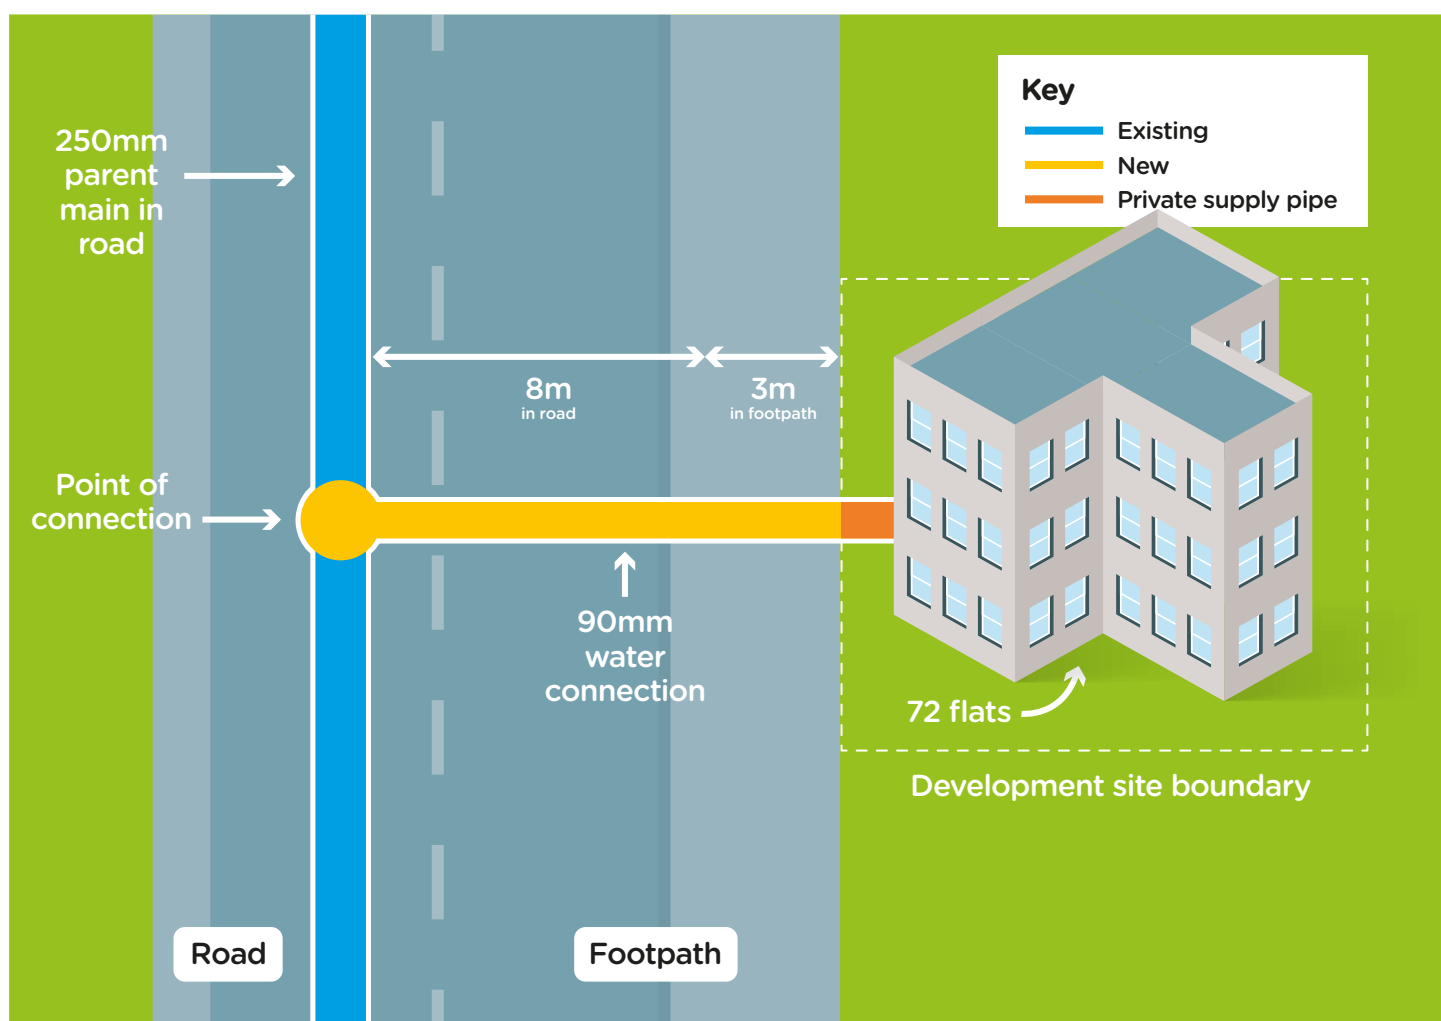 Key
Existing
New
Private supply pipe
250mm
parent
main in
road
8m
in road
3m
in footpath
Point of
connection
90mm
water
connection
72 flats
Development site boundary
Road
Footpath